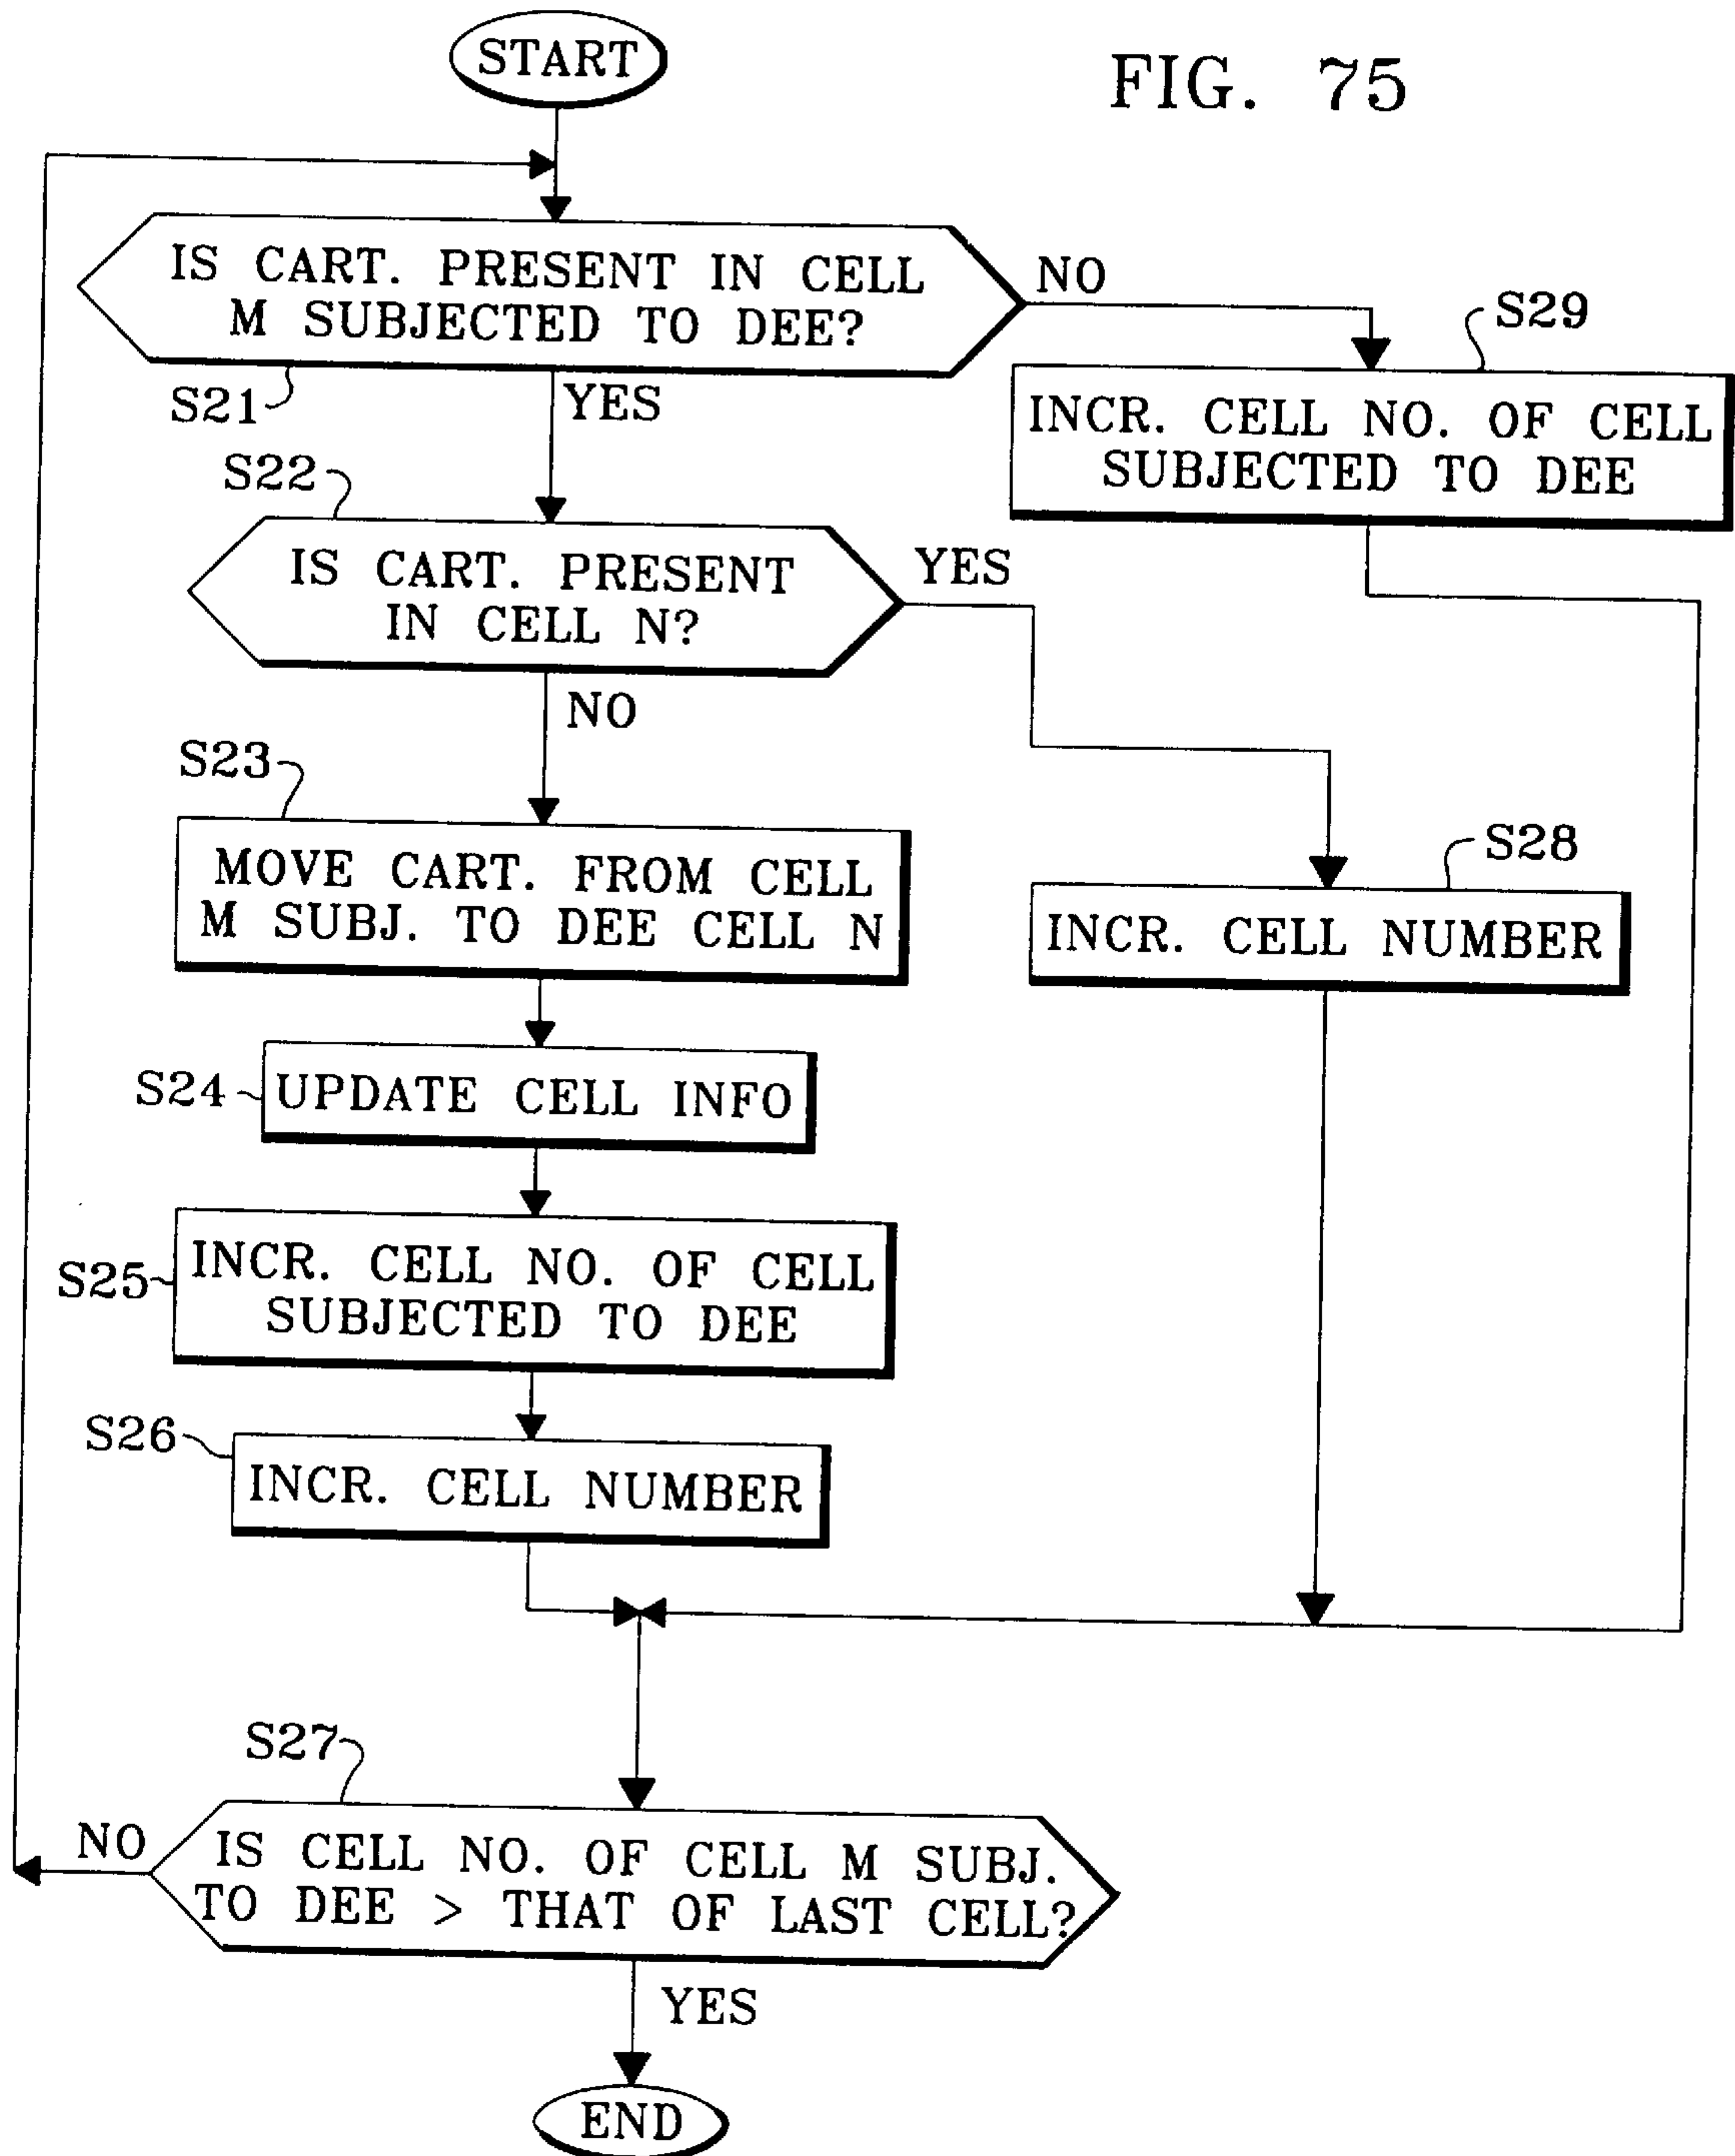 START
FIG. 75
IS CART. PRESENT IN CELL
M SUBJECTED TO DEE?
NO
S21
YES
S29
INCR. CELL NO. OF CELL
SUBJECTED TO DEE
S22
IS CART. PRESENT
IN CELL N?
YES
NO
S23
MOVE CART. FROM CELL
M SUBJ. TO DEE CELL N
S28
INCR. CELL NUMBER
S24
UPDATE CELL INFO
S25
INCR. CELL NO. OF CELL
SUBJECTED TO DEE
S26
INCR. CELL NUMBER
S27
NO
IS CELL NO. OF CELL M SUBJ.
TO DEE > THAT OF LAST CELL?
YES
END